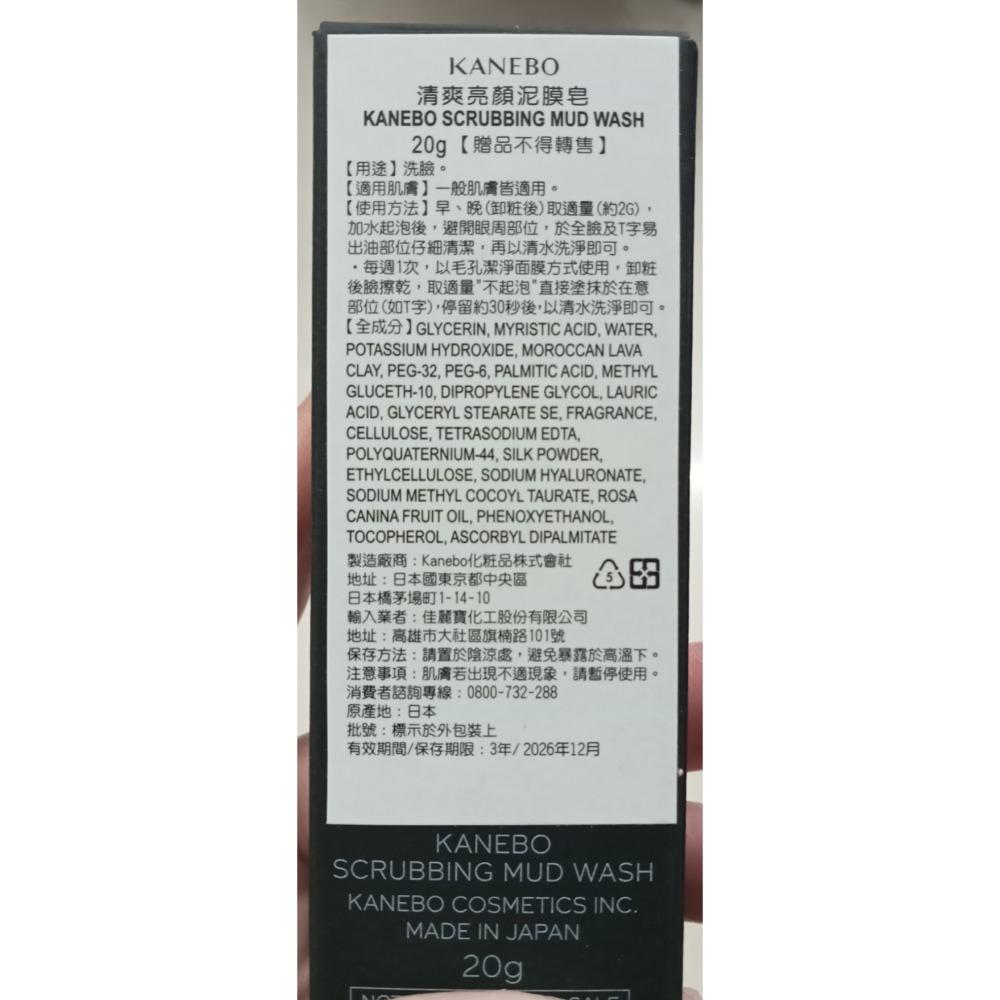 KANEBO
清爽亮顏泥膜皂
KANEBO SCRUBBING MUD WASH
20g【贈品不得轉售】
【用途】洗臉。
【適用肌膚】一般肌膚皆適用。
【使用方法】早、晚(卸粧後)取適量(約2G)，
加水起泡後，避開眼周部位，於全臉及T字易
出油部位仔細清潔，再以清水洗淨即可。
・每週1次，以毛孔潔淨面膜方式使用，卸粧
後臉擦乾，取適量"不起泡"直接塗抹於在意
部位(如T字)，停留約30秒後，以清水洗淨即可。
【全成分】GLYCERIN, MYRISTIC ACID, WATER,
POTASSIUM HYDROXIDE, MOROCCAN LAVA
CLAY, PEG-32, PEG-6, PALMITIC ACID, METHYL
GLUCETH-10, DIPROPYLENE GLYCOL, LAURIC
ACID, GLYCERYL STEARATE SE, FRAGRANCE,
CELLULOSE, TETRASODIUM EDTA,
POLYQUATERNIUM-44, SILK POWDER,
ETHYLCELLULOSE, SODIUM HYALURONATE,
SODIUM METHYL COCOYL TAURATE, ROSA
CANINA FRUIT OIL, PHENOXYETHANOL,
TOCOPHEROL, ASCORBYL DIPALMITATE
製造廠商：Kanebo化粧品株式會社
地址：日本國東京都中央區
日本橋茅場町1-14-10
5
輸入業者：佳麗寶化工股份有限公司
地址：高雄市大社區旗楠路101號
保存方法：請置於陰涼處，避免暴露於高溫下。
注意事項：肌膚若出現不適現象，請暫停使用。
消費者諮詢專線：0800-732-288
原產地：日本
批號：標示於外包裝上
有效期間/保存期限：3年/ 2026年12月
KANEBO
SCRUBBING MUD WASH
KANEBO COSMETICS INC.
MADE IN JAPAN
20g